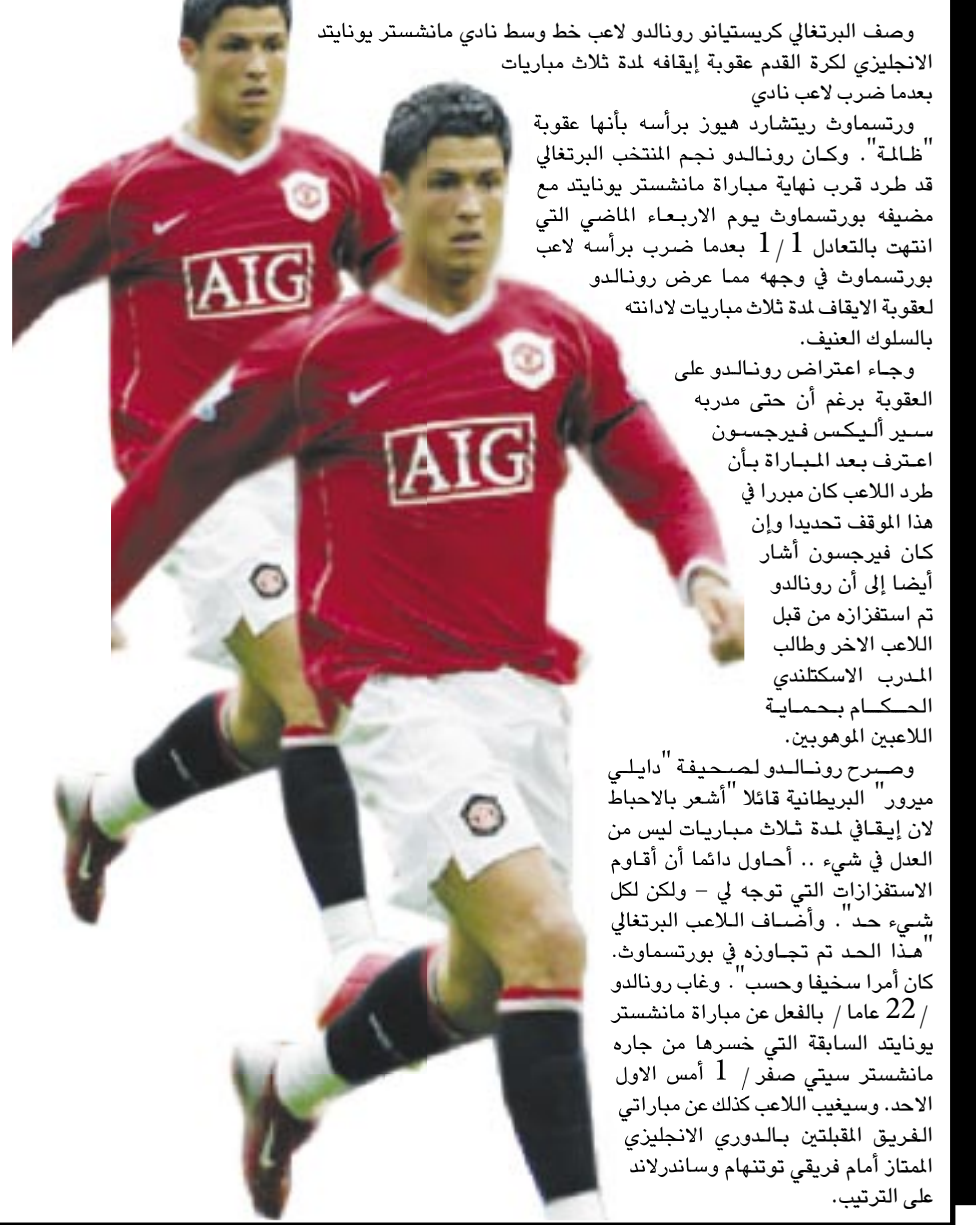 وصف البرتغالي كريستيانو رونالدو لاعب خط وسط نادي مانشستر يونايتد
الانجليزي لكرة القدم عقوبة إيقافه لمدة ثلاث مباريات
بعدما ضرب لاعب نادي
ورتسماوث ريتشارد هيوز برأسه بأنها عقوبة
"ظالمة". وكان رونالدو نجم المنتخب البرتغالي
قد طرد قرب نهاية مباراة مانشستر يونايتد مع
مضيفه بورتسماوث يوم الاربعاء الماضي التي
انتهت بالتعادل 1/1 بعدما ضرب برأسه لاعب
بورتسماوث في وجهه مما عرض رونالدو
لعقوبة الايقاف لمدة ثلاث مباريات لادانته
بالسلوك العنيف.
وجاء اعتراض رونالدو على
العقوبة برغم أن حتى مدربه
سير أليكس فيرجسون
اعترف بعد المباراة بأن
طرد اللاعب كان مبررا في
هذا الموقف تحديدا وإن
كان فيرجسون أشار
أيضا إلى أن رونالدو
تم استفزازه من قبل
اللاعب الاخر وطالب
المدرب الاسكتلندي
الحكام بحماية
اللاعبين الموهوبين.
وصرح رونالدو لصحيفة "دايلي
ميرور" البريطانية قائلا "أشعر بالاحباط
لان إيقافي لمدة ثلاث مباريات ليس من
العدل في شيء .. أحاول دائما أن أقاوم
الاستفزازات التي توجه لي – ولكن لكل
شيء حد". وأضاف اللاعب البرتغالي
"هذا الحد تم تجاوزه في بورتسماوث.
كان أمرا سخيفا وحسب". وغاب رونالدو
/22 عاما/ بالفعل عن مباراة مانشستر
يونايتد السابقة التي خسرها من جاره
مانشستر سيتي صفر/ 1 أمس الاول
الاحد. وسيغيب اللاعب كذلك عن مباراتي
الفريق المقبلتين بالدوري الانجليزي
الممتاز أمام فريقي توتنهام وساندرلاند
على الترتيب.
AIG
AIG